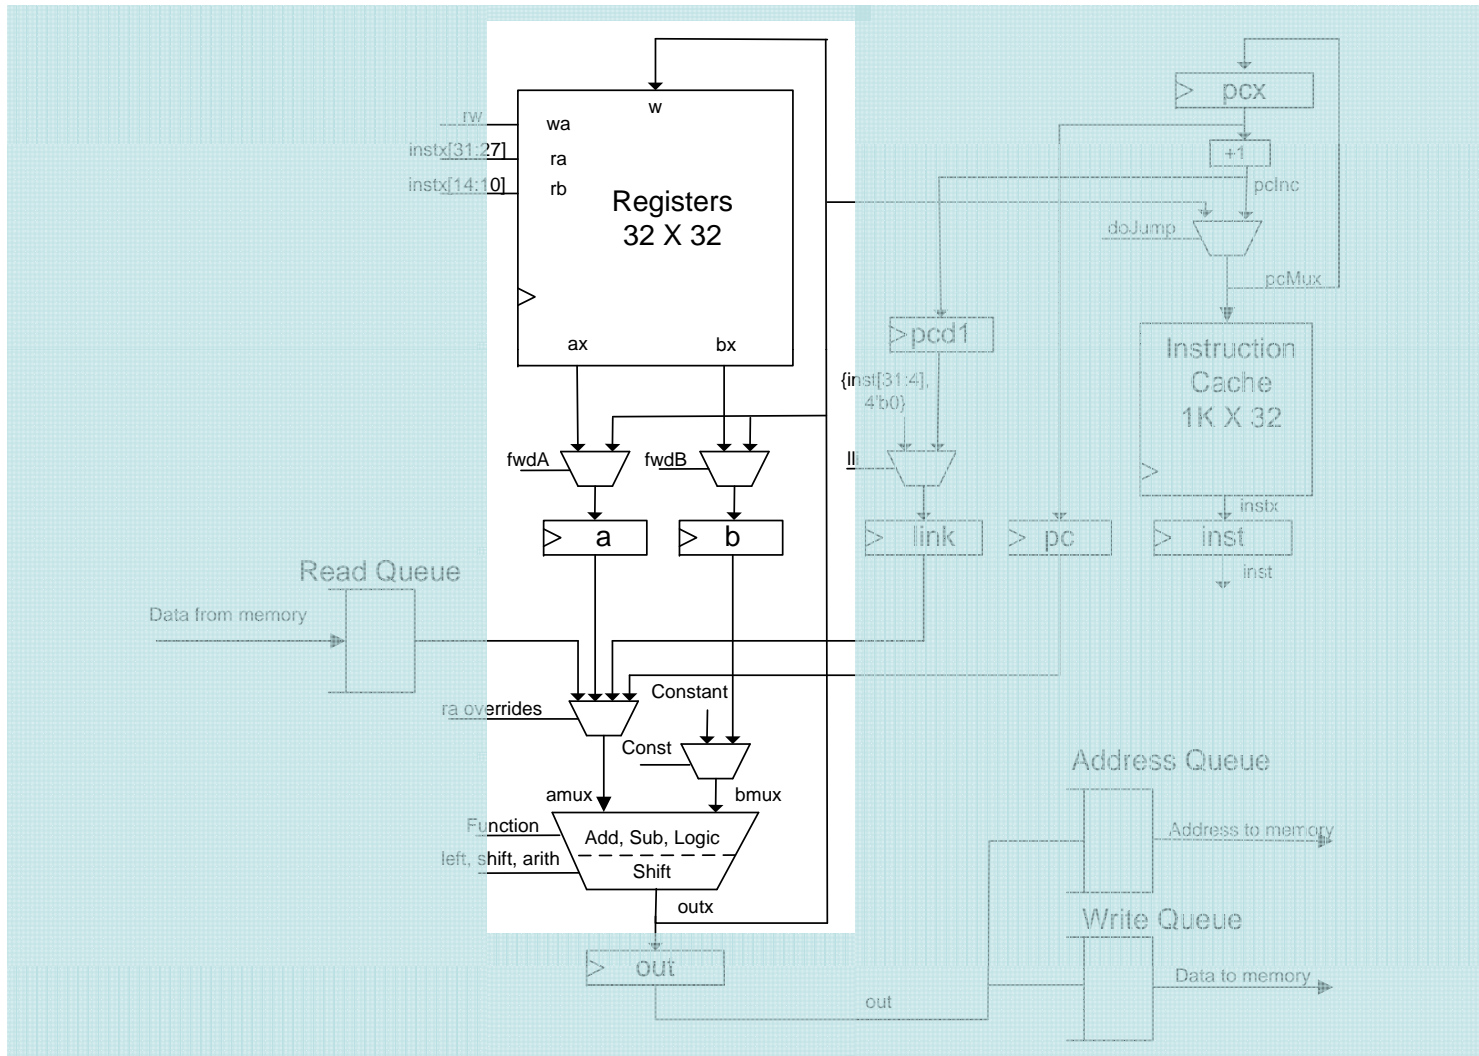 w
rw
wa
instx[31:27]
ra
instx[14:10]
rb
Registers
32 X 32
ax
bx
fwdA
fwdB
a
b
pcx
+1
pcInc
doJump
pcMux
pcd1
{inst[31:4],
4'b0}
lli
link
pc
Instruction
Cache
1K X 32
instx
inst
inst
Read Queue
Data from memory
ra overrides
Constant
Const
amux
bmux
Function
Add, Sub, Logic
left, shift, arith
Shift
outx
out
out
Address Queue
Address to memory
Write Queue
Data to memory